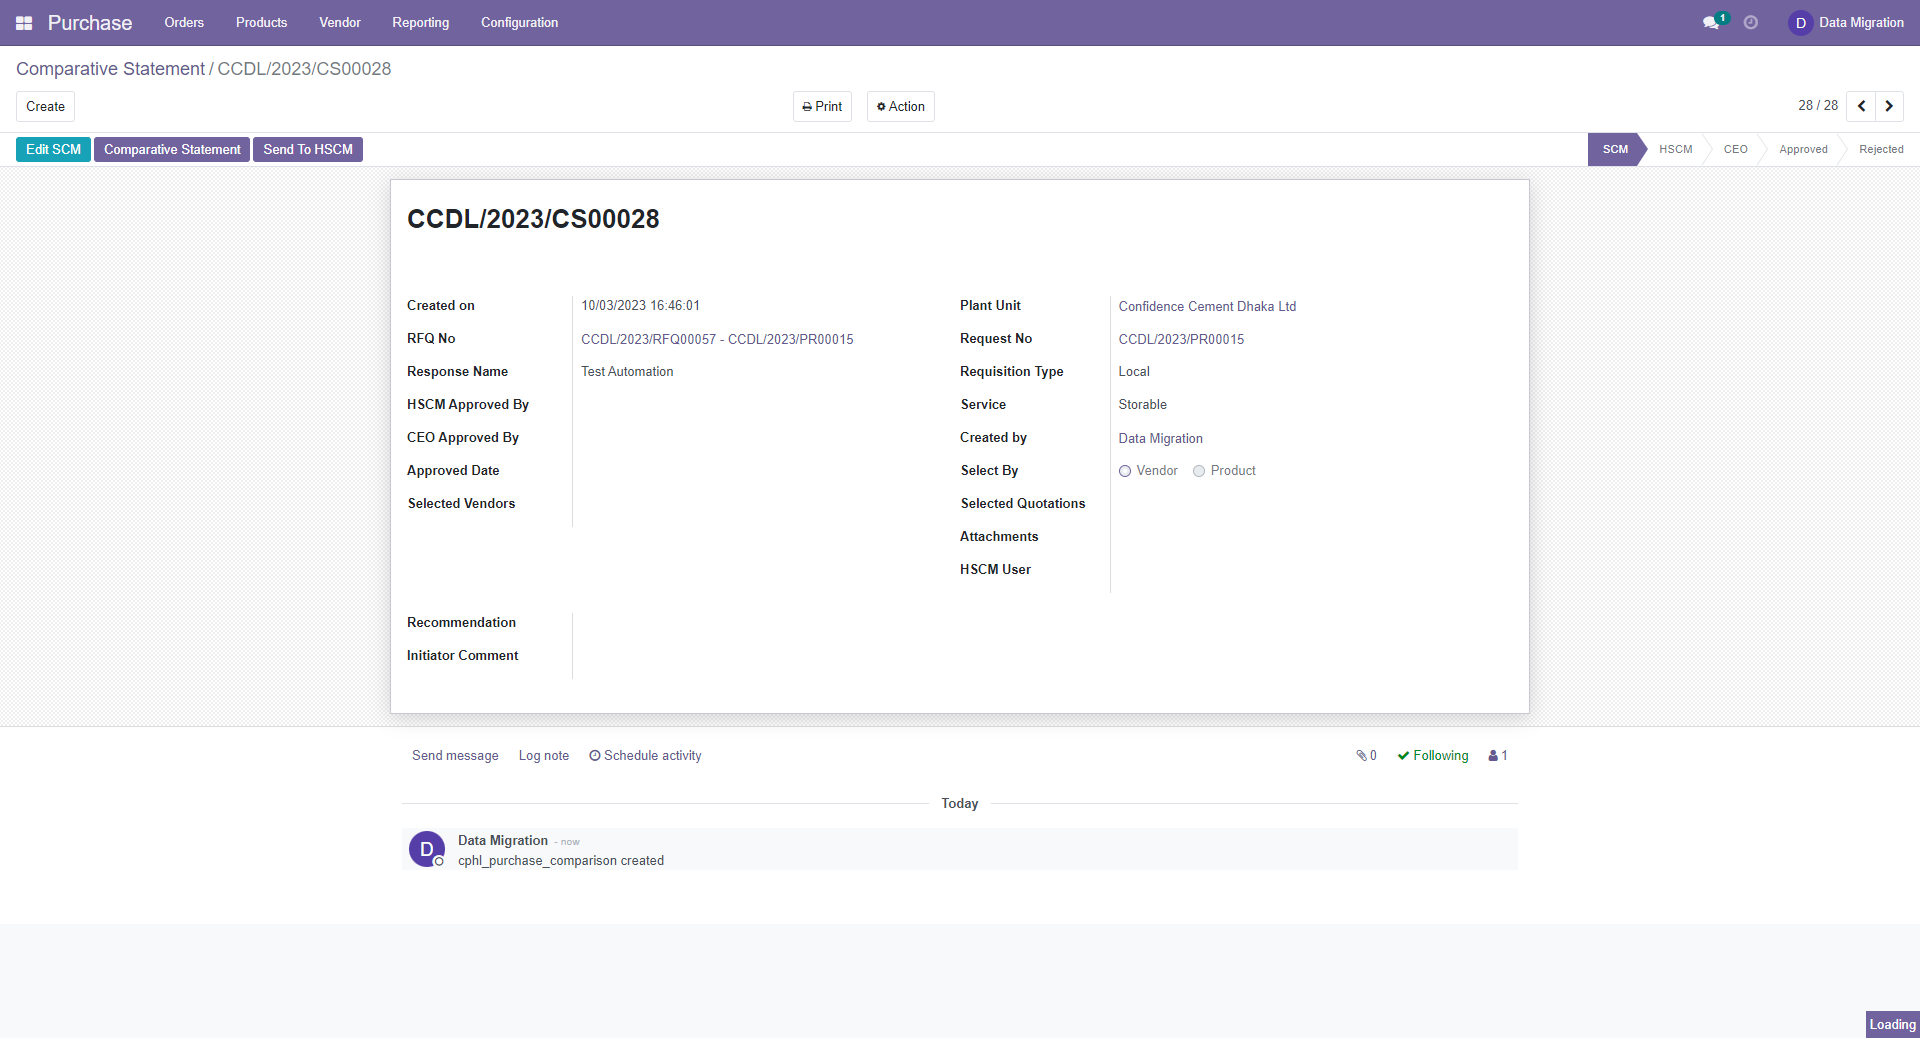 Purchase Orders Products Vendor Reporting Configuration 1 D Data Migration
Comparative Statement / CCDL/2023/CS00028
Create Print Action 28 / 28
Edit SCM Comparative Statement Send To HSCM SCM HSCM CEO Approved Rejected
CCDL/2023/CS00028
Created on 10/03/2023 16:46:01
RFQ No CCDL/2023/RFQ00057 - CCDL/2023/PR00015
Response Name Test Automation
HSCM Approved By
CEO Approved By
Approved Date
Selected Vendors
Plant Unit Confidence Cement Dhaka Ltd
Request No CCDL/2023/PR00015
Requisition Type Local
Service Storable
Created by Data Migration
Select By Vendor Product
Selected Quotations
Attachments
HSCM User
Recommendation
Initiator Comment
Send message Log note Schedule activity 0 Following 1
Today
D Data Migration - now
cphl_purchase_comparison created
Loading